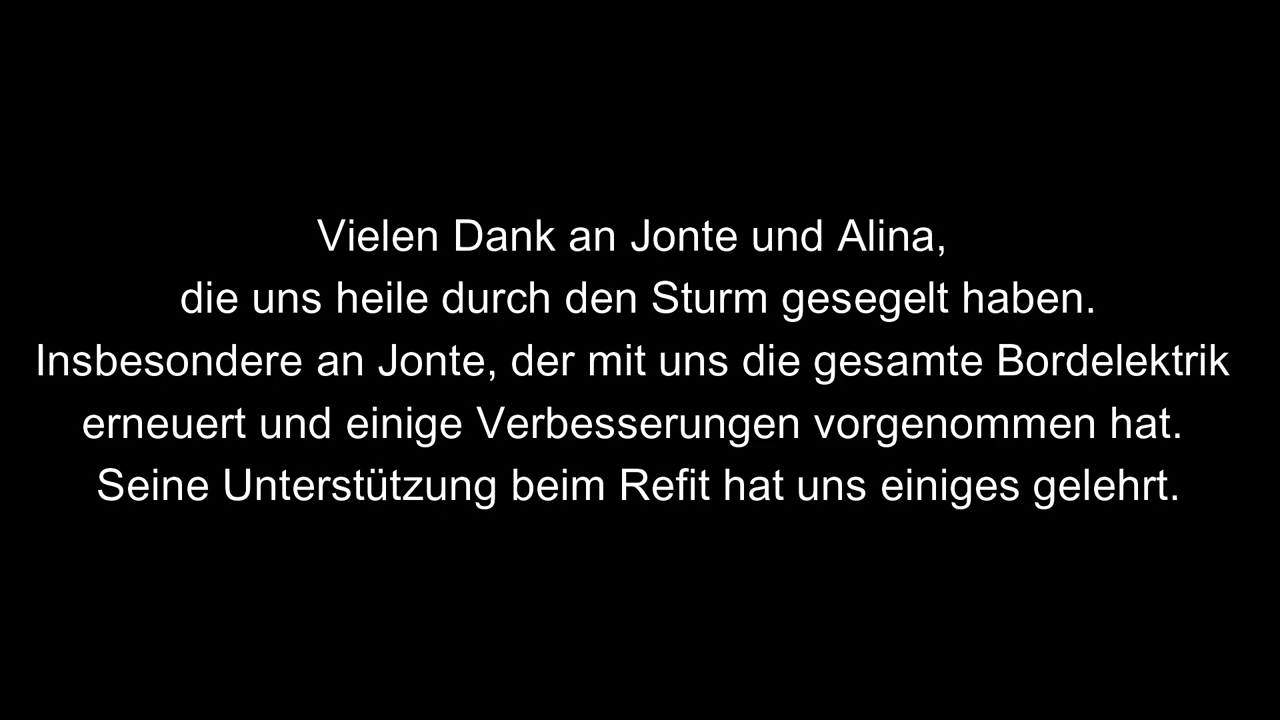 Vielen Dank an Jonte und Alina,
die uns heile durch den Sturm gesegelt haben.
Insbesondere an Jonte, der mit uns die gesamte Bordelektrik
erneuert und einige Verbesserungen vorgenommen hat.
Seine Unterstützung beim Refit hat uns einiges gelehrt.